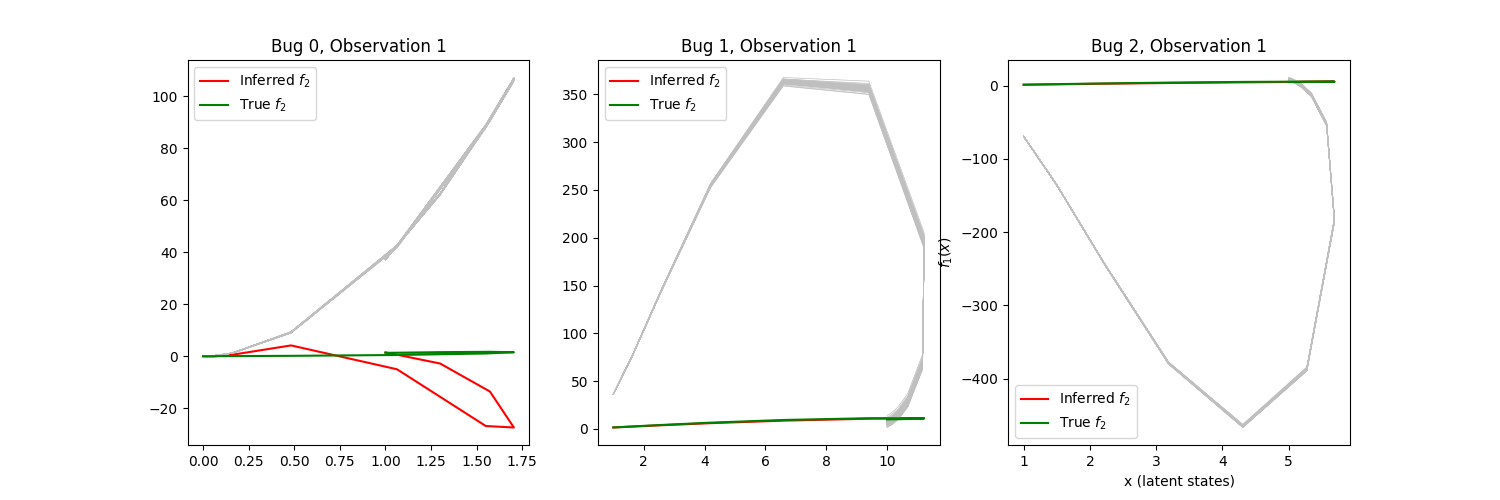 Bug 0, Observation 1
Inferred f₂
True f₂
100
80
60
40
20
0
−20
0.00 0.25 0.50 0.75 1.00 1.25 1.50 1.75
Bug 1, Observation 1
Inferred f₂
True f₂
350
300
250
200
150
100
50
0
2 4 6 8 10
Bug 2, Observation 1
f₁(x)
0
−100
−200
−300
−400
Inferred f₂
True f₂
1 2 3 4 5
x (latent states)